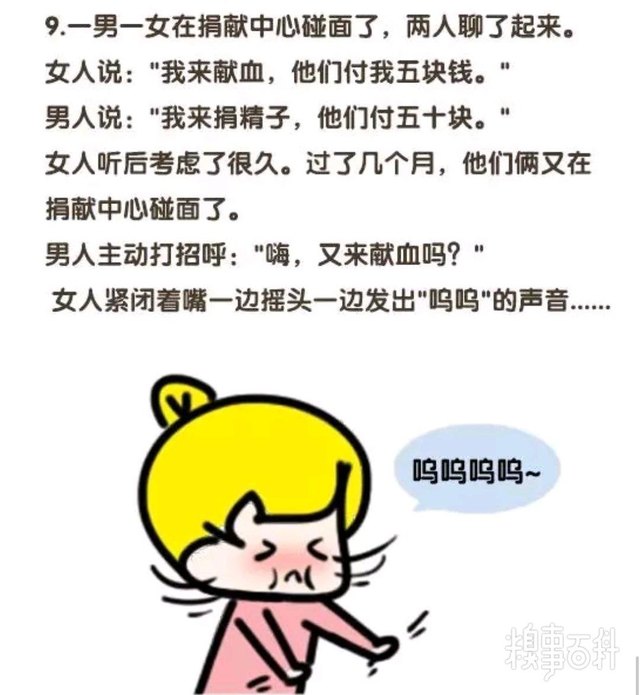 9.一男一女在捐献中心碰面了，两人聊了起来。
女人说："我来献血，他们付我五块钱。"
男人说："我来捐精子，他们付五十块。"
女人听后考虑了很久。过了几个月，他们俩又在
捐献中心碰面了。
男人主动打招呼："嗨，又来献血吗？"
女人紧闭着嘴一边摇头一边发出"呜呜"的声音......
呜呜呜呜~
糗事百科